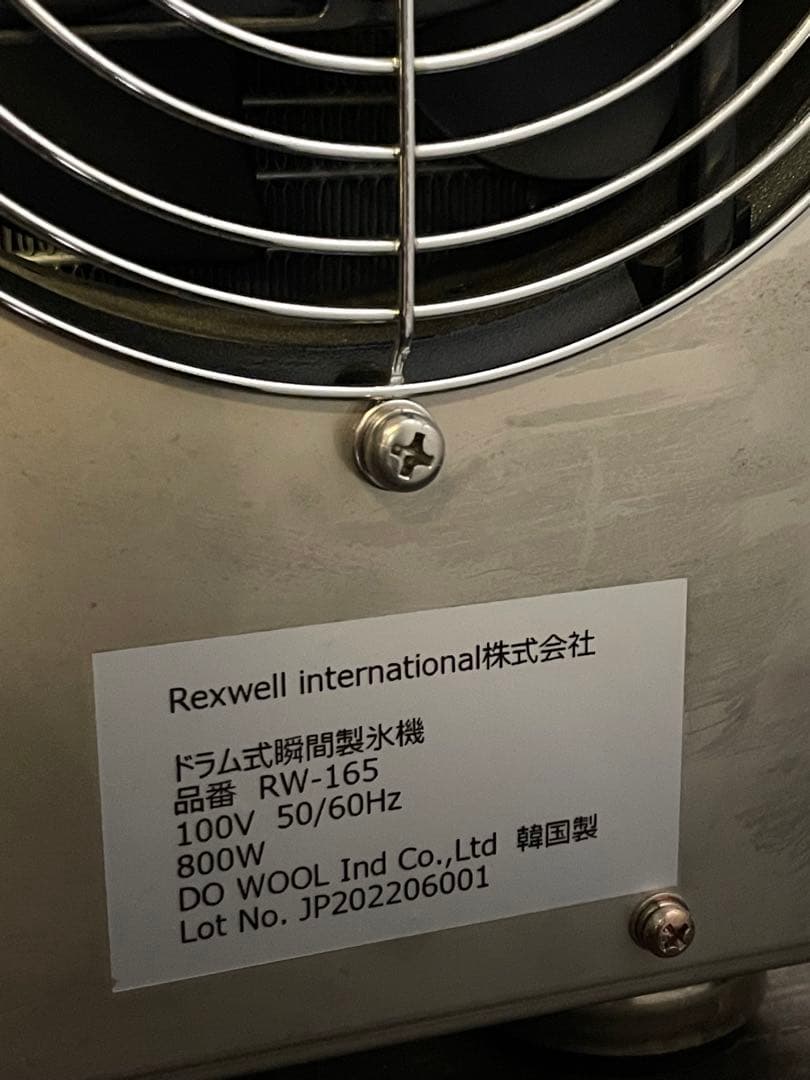 Rexwell international株式会社
ドラム式瞬間製氷機
品番 RW-165
100V 50/60Hz
800W
DO WOOL Ind Co.,Ltd 韓国製
Lot No. JP202206001